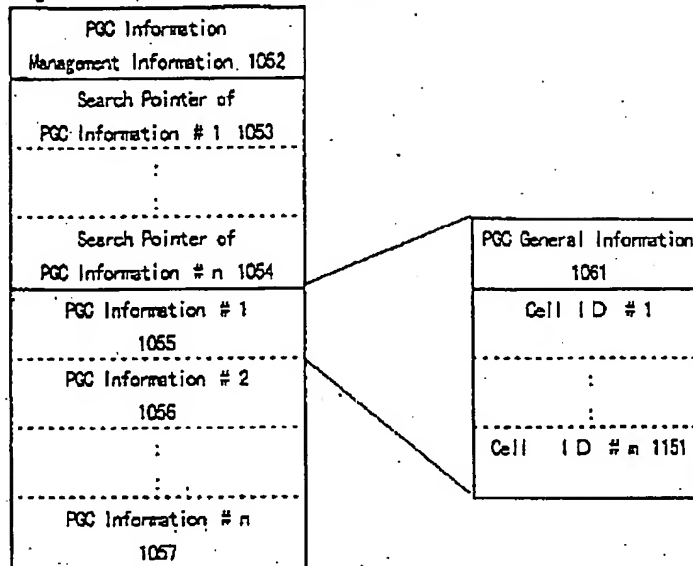 PGC Information
Management Information. 1052
Search Pointer of
PGC Information # 1 1053
:
:
Search Pointer of
PGC Information # n 1054
PGC Information # 1
1055
PGC Information # 2
1056
:
:
PGC Information # n
1057
PGC General Information
1061
Cell ID # 1
:
:
Cell ID # m 1151